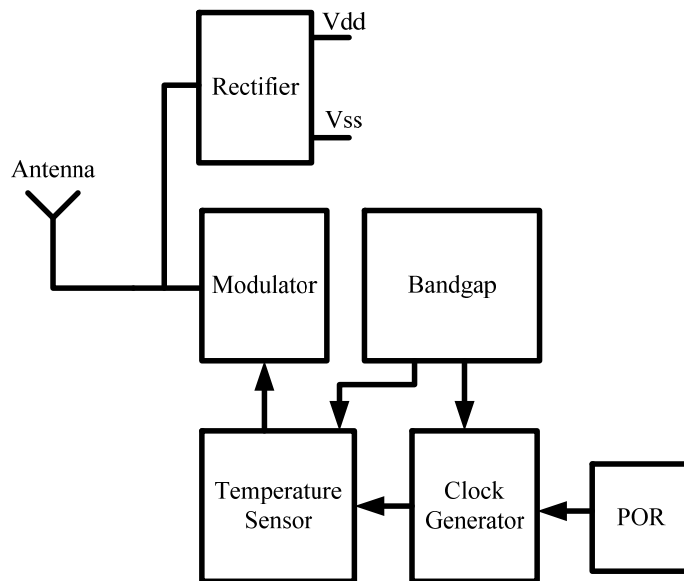 Vdd
Rectifier
Vss
Antenna
Modulator
Bandgap
Temperature
Sensor
Clock
Generator
POR